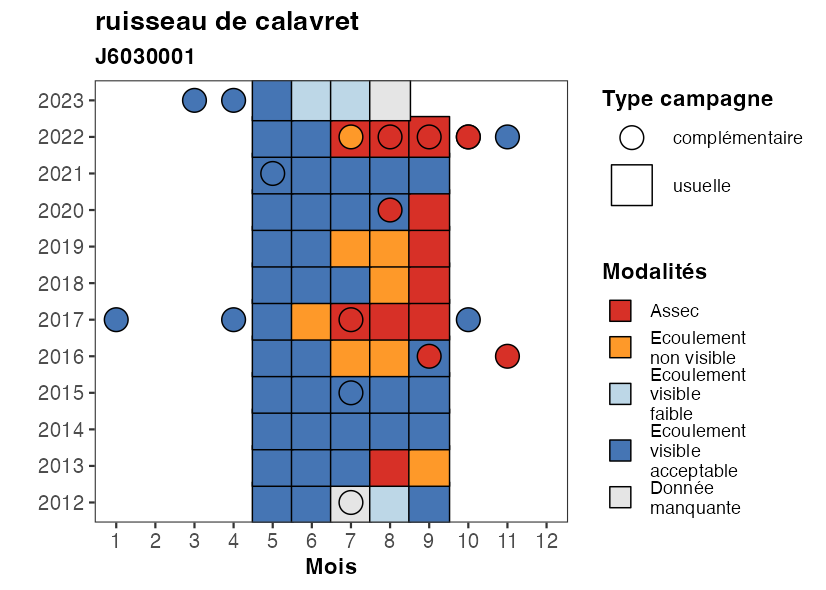 ruisseau de calavret
J6030001
2023
2022
2021
2020
2019
2018
2017
2016
2015
2014
2013
2012
1 2 3 4 5 6 7 8 9 10 11 12
Mois
Type campagne
complémentaire
usuelle
Modalités
Assec
Ecoulement
non visible
Ecoulement
visible
faible
Ecoulement
visible
acceptable
Donnée
manquante